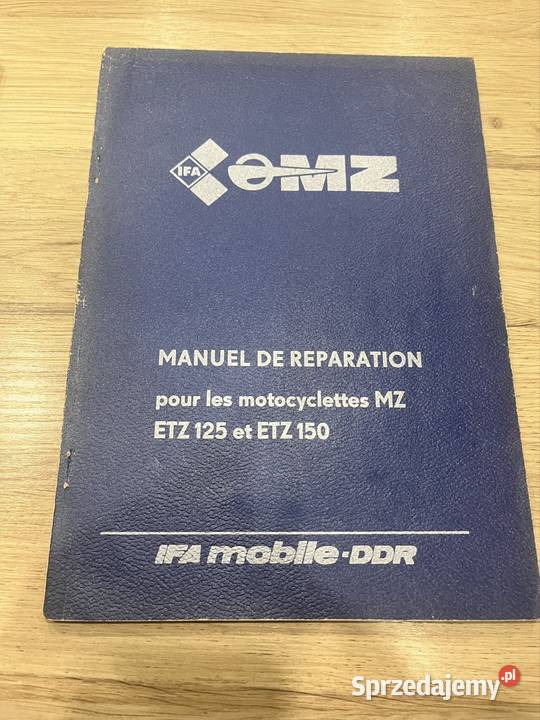 IFA MZ
MANUEL DE REPARATION
pour les motocyclettes MZ
ETZ 125 et ETZ 150
IFA mobile-DDR
Sprzedajemy.pl